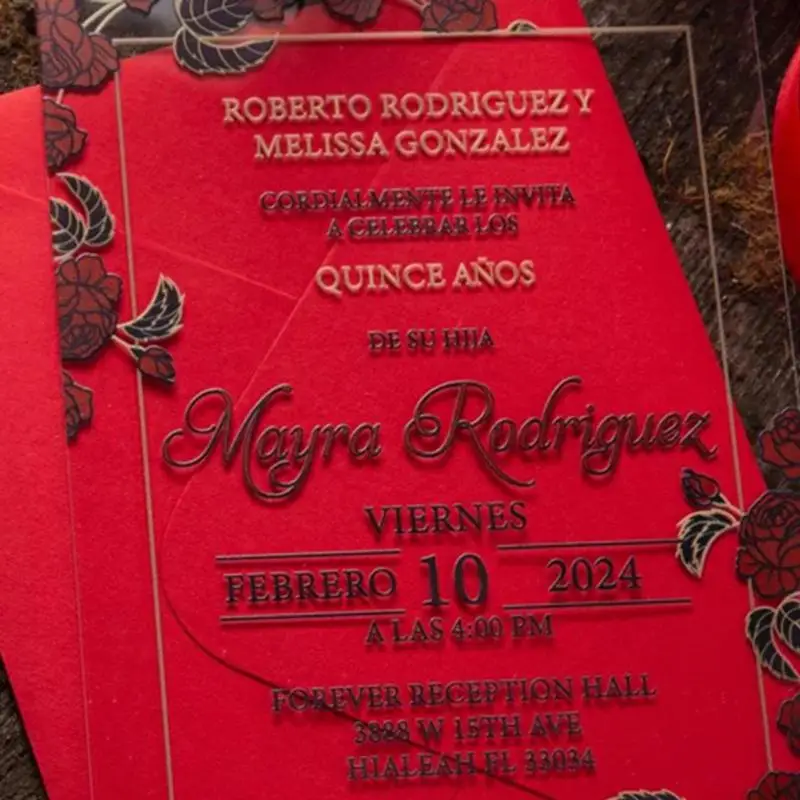 ROBERTO RODRIGUEZ Y
MELISSA GONZALEZ
CORDIALMENTE LE INVITA
A CELEBRAR LOS
QUINCE AÑOS
DE SU HIJA
Mayra Rodriguez
VIERNES
FEBRERO 10 2024
A LAS 4:00 PM
FOREVER RECEPTION HALL
3888 W 15TH AVE
HIALEAH FL 33034